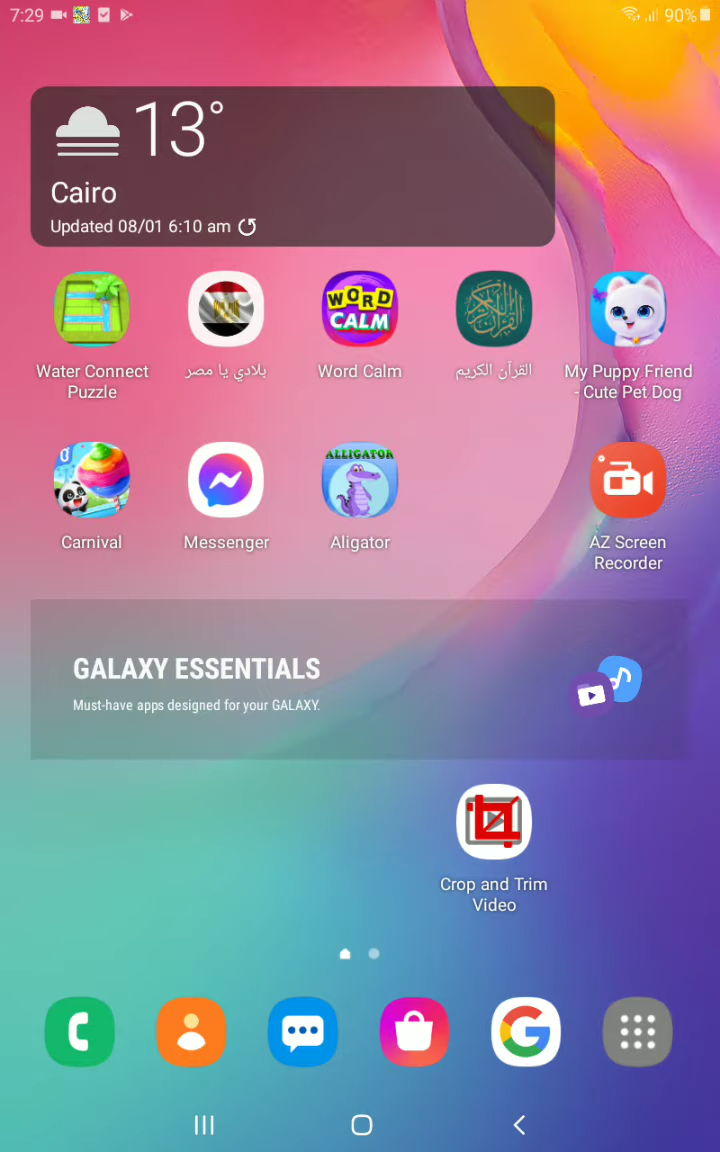 7:29
90%
13°
Cairo
Updated 08/01 6:10 am
WORD
CALM
القرآن الكريم
Water Connect
Puzzle
بلادي يا مصر
Word Calm
القرآن الكريم
My Puppy Friend
- Cute Pet Dog
ALLIGATOR
Carnival
Messenger
Aligator
AZ Screen
Recorder
GALAXY ESSENTIALS
Must-have apps designed for your GALAXY.
Crop and Trim
Video